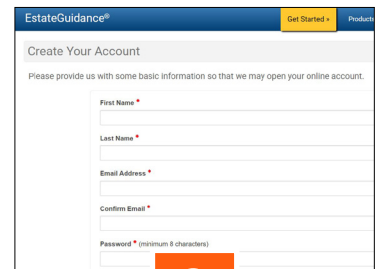 EstateGuidance®
Get Started »
Products
Create Your Account
Please provide us with some basic information so that we may open your online account.
First Name *
Last Name *
Email Address *
Confirm Email *
Password * (minimum 8 characters)